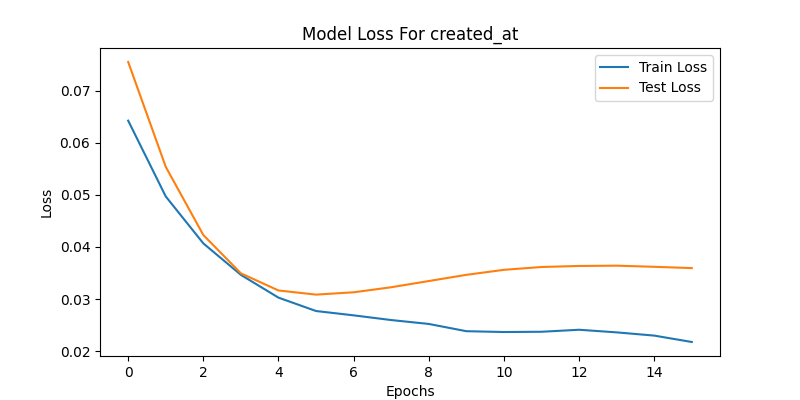 Model Loss For created_at
Train Loss
Test Loss
0.07
0.06
0.05
0.04
0.03
0.02
Loss
0 2 4 6 8 10 12 14
Epochs